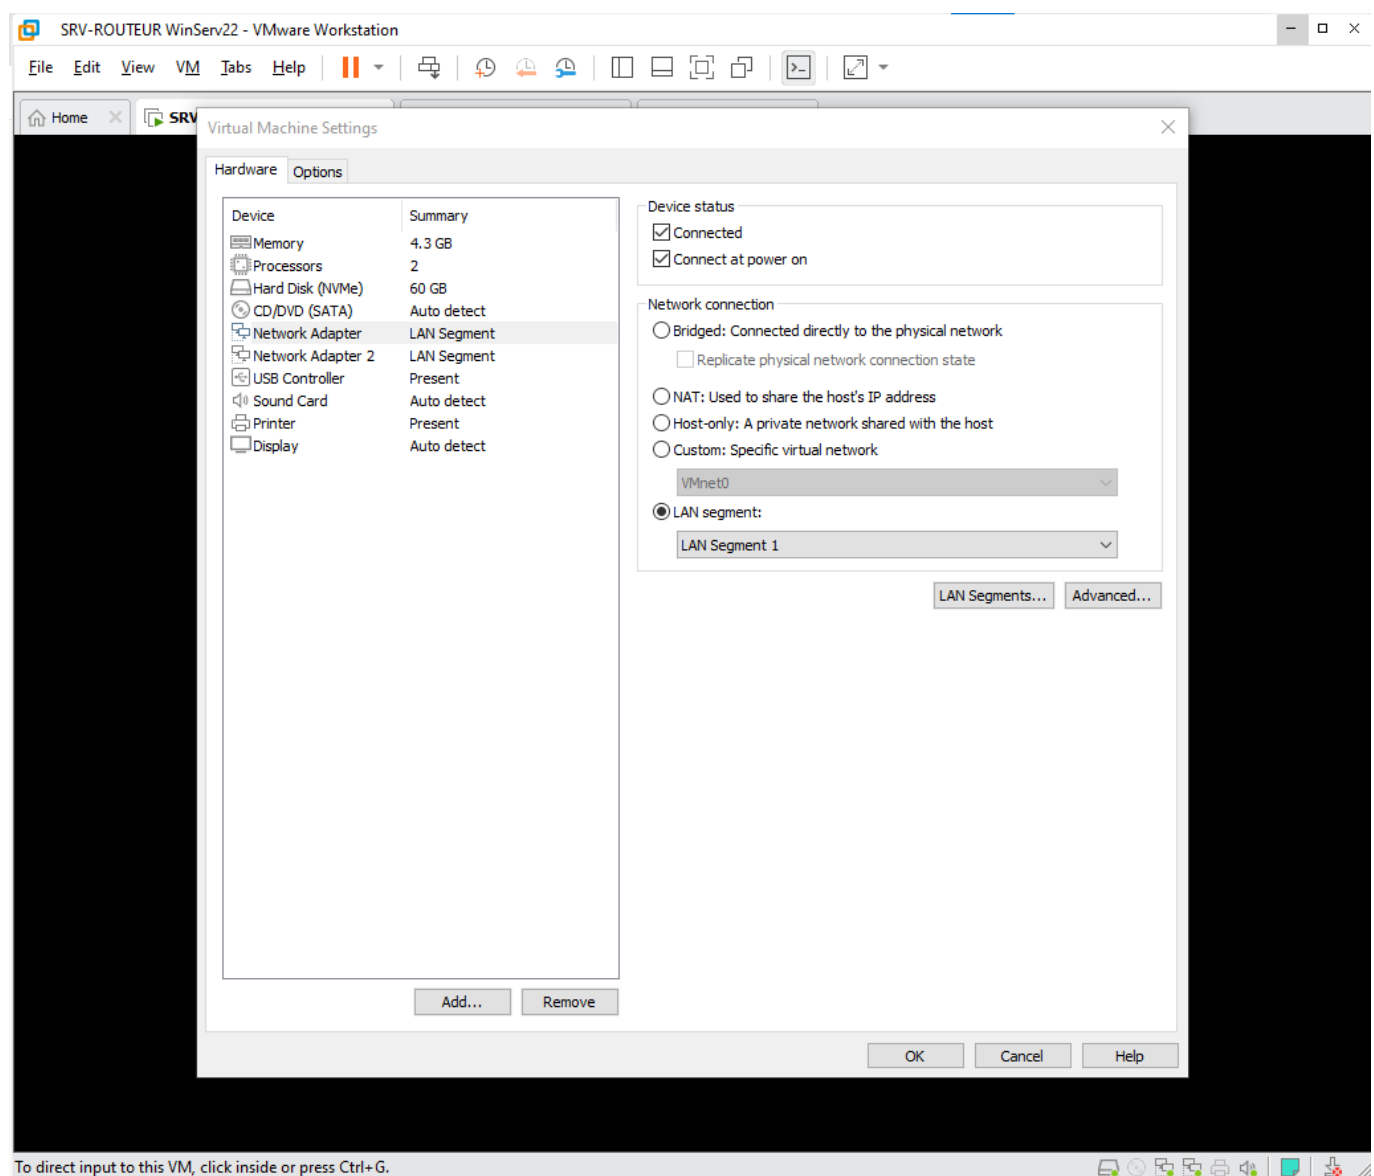 SRV-ROUTEUR WinServ22 - VMware Workstation
File Edit View VM Tabs Help
Home SRV
Virtual Machine Settings
Hardware Options
Device Summary
Memory 4.3 GB
Processors 2
Hard Disk (NVMe) 60 GB
CD/DVD (SATA) Auto detect
Network Adapter LAN Segment
Network Adapter 2 LAN Segment
USB Controller Present
Sound Card Auto detect
Printer Present
Display Auto detect
Add... Remove
Device status
Connected
Connect at power on
Network connection
Bridged: Connected directly to the physical network
Replicate physical network connection state
NAT: Used to share the host's IP address
Host-only: A private network shared with the host
Custom: Specific virtual network
VMnet0
LAN segment:
LAN Segment 1
LAN Segments... Advanced...
OK Cancel Help
To direct input to this VM, click inside or press Ctrl+G.